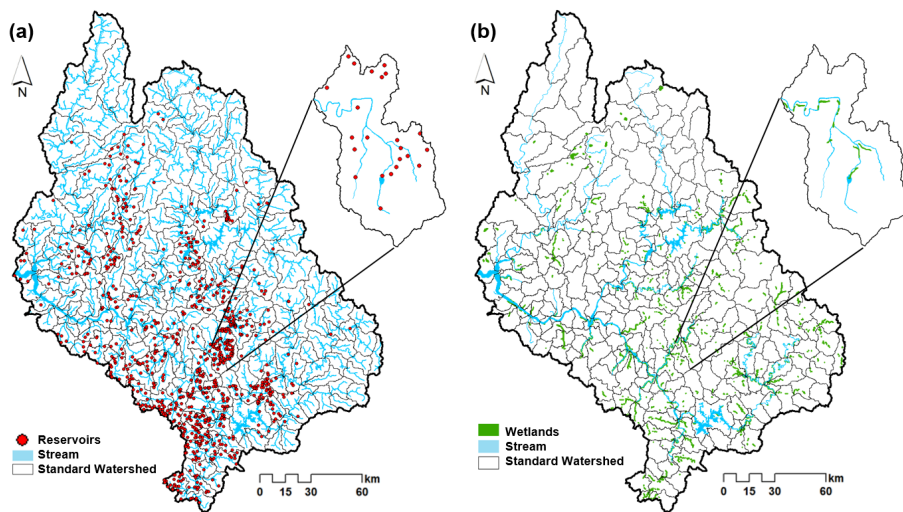 (a)
N
Reservoirs
Stream
Standard Watershed
km
0 15 30 60
(b)
N
Wetlands
Stream
Standard Watershed
km
0 15 30 60